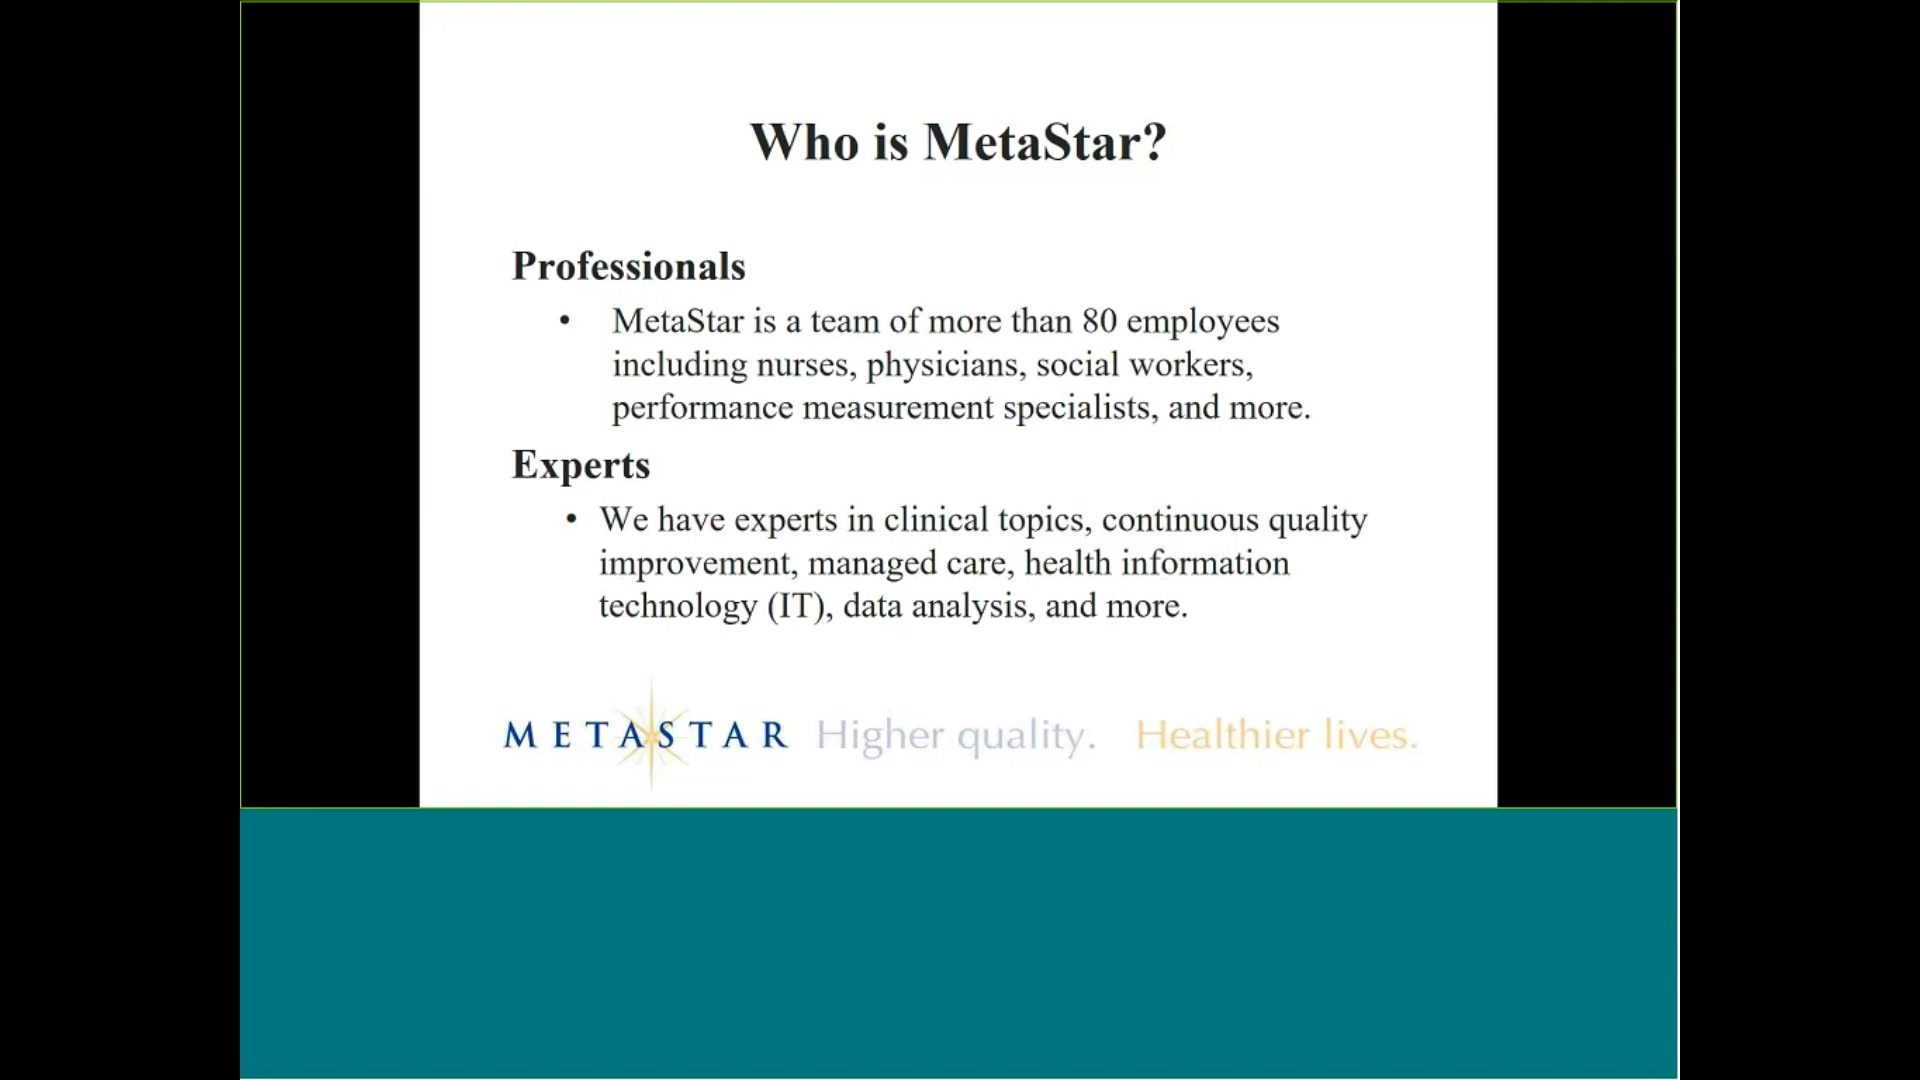 Who is MetaStar?
Professionals
• MetaStar is a team of more than 80 employees
including nurses, physicians, social workers,
performance measurement specialists, and more.
Experts
• We have experts in clinical topics, continuous quality
improvement, managed care, health information
technology (IT), data analysis, and more.
METASTAR Higher quality. Healthier lives.